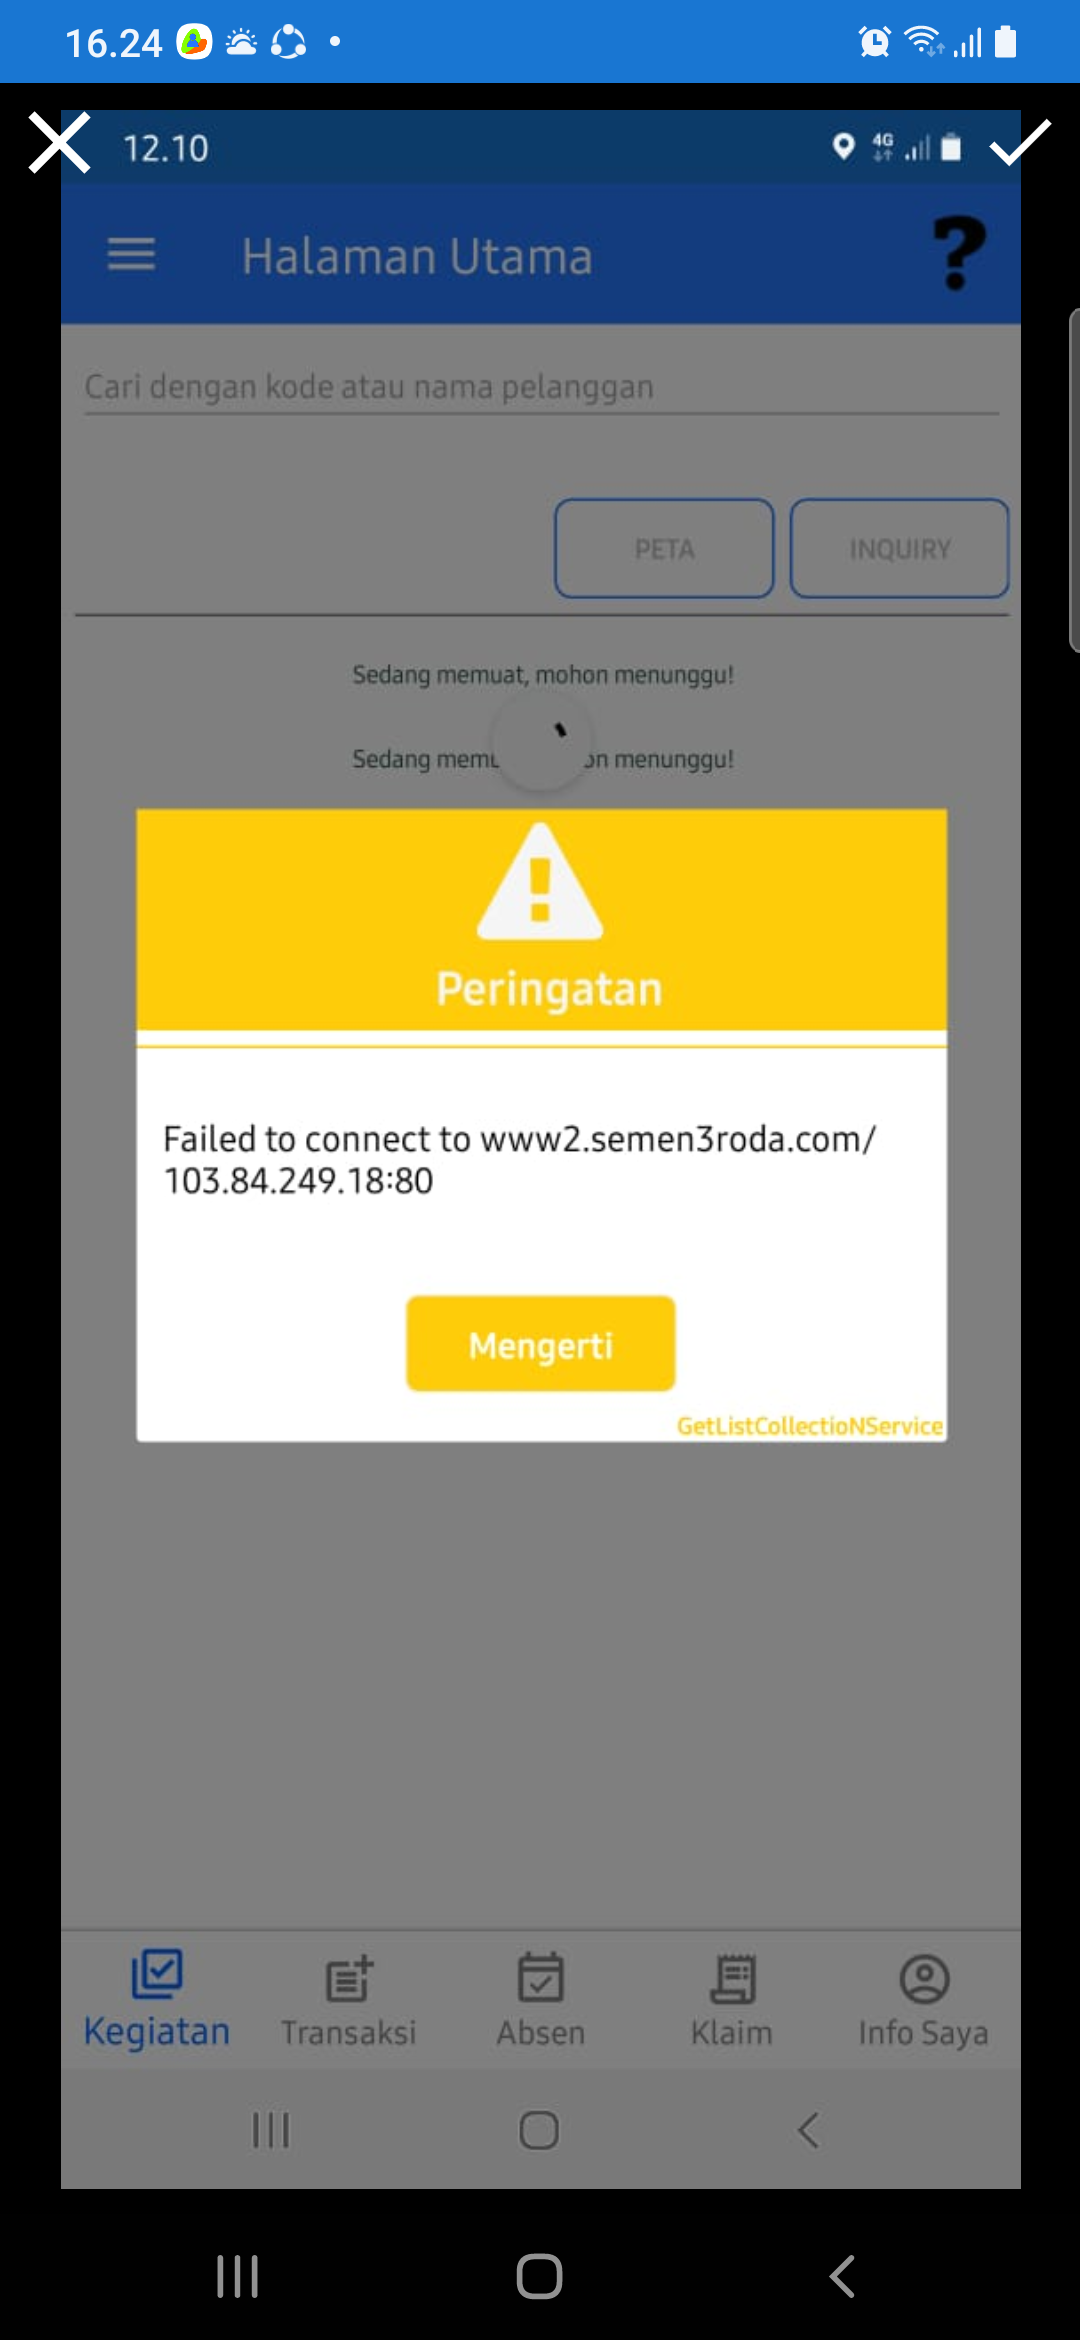 16.24
12.10
4G
Halaman Utama
?
Cari dengan kode atau nama pelanggan
PETA
INQUIRY
Sedang memuat, mohon menunggu!
Sedang mem on menunggu!
Peringatan
Failed to connect to www2.semen3roda.com/
103.84.249.18:80
Mengerti
GetListCollectioNService
Kegiatan
Transaksi
Absen
Klaim
Info Saya